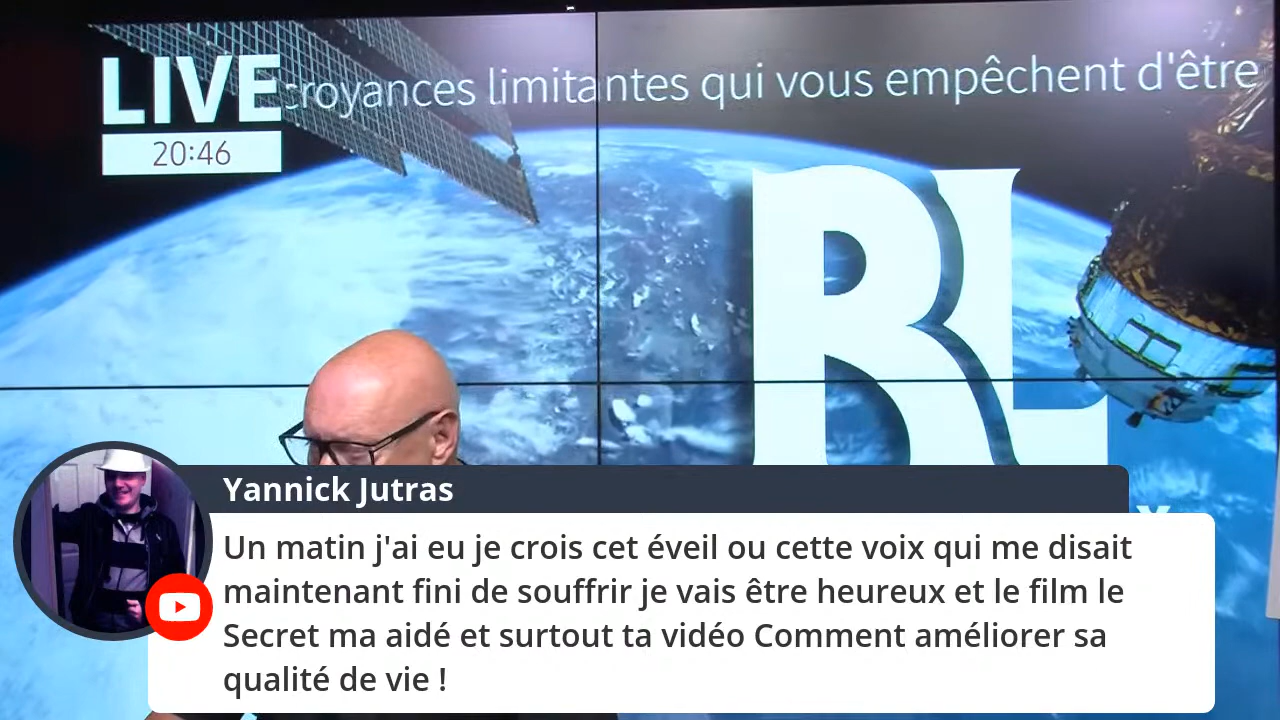 LIVE
croyances limitantes qui vous empêchent d'être
20:46
RL
Yannick Jutras
Un matin j'ai eu je crois cet éveil ou cette voix qui me disait
maintenant fini de souffrir je vais être heureux et le film le
Secret ma aidé et surtout ta vidéo Comment améliorer sa
qualité de vie !